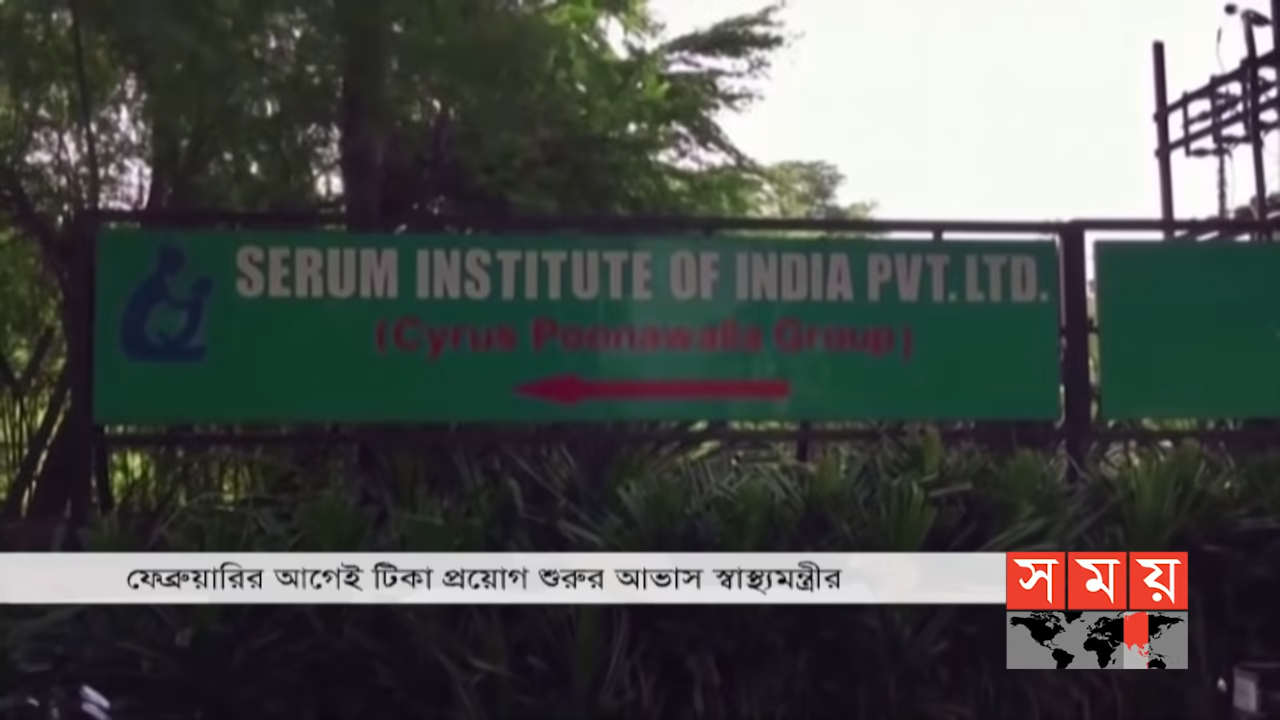 SERUM INSTITUTE OF INDIA PVT. LTD.
(Cyrus Poonawalla Group)
ফেব্রুয়ারির আগেই টিকা প্রয়োগ শুরুর আভাস স্বাস্থ্যমন্ত্রীর
সময়